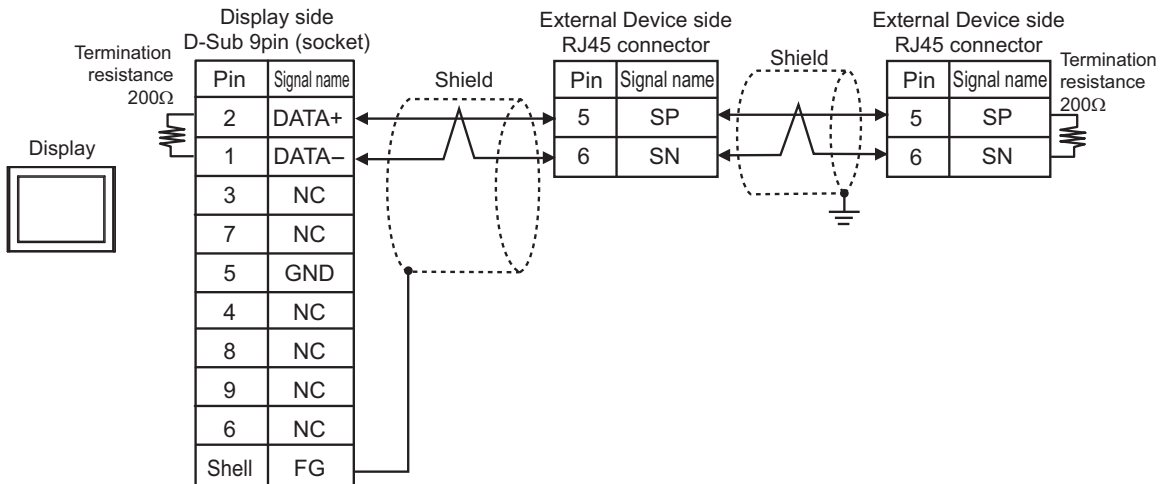 Display side
D-Sub 9pin (socket)
External Device side
RJ45 connector
External Device side
RJ45 connector
Termination
resistance
200Ω
Shield
Shield
Termination
resistance
200Ω
Display
Pin Signal name
2 DATA+
1 DATA–
3 NC
7 NC
5 GND
4 NC
8 NC
9 NC
6 NC
Shell FG
Pin Signal name
5 SP
6 SN
Pin Signal name
5 SP
6 SN